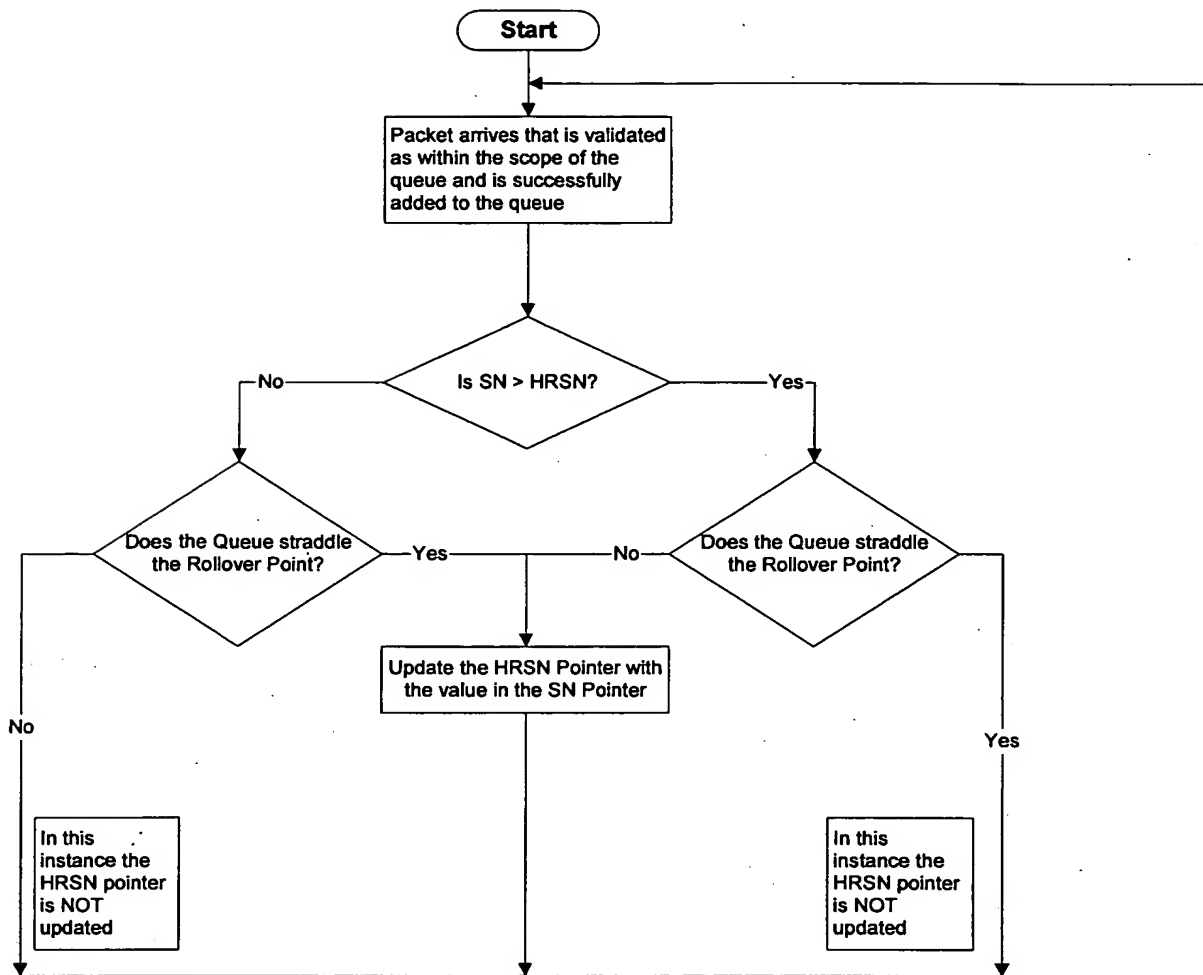 Start
Packet arrives that is validated
as within the scope of the
queue and is successfully
added to the queue
Is SN > HRSN?
No
Yes
Does the Queue straddle
the Rollover Point?
Yes
No
Does the Queue straddle
the Rollover Point?
Update the HRSN Pointer with
the value in the SN Pointer
No
Yes
In this
instance the
HRSN pointer
is NOT
updated
In this
instance the
HRSN pointer
is NOT
updated